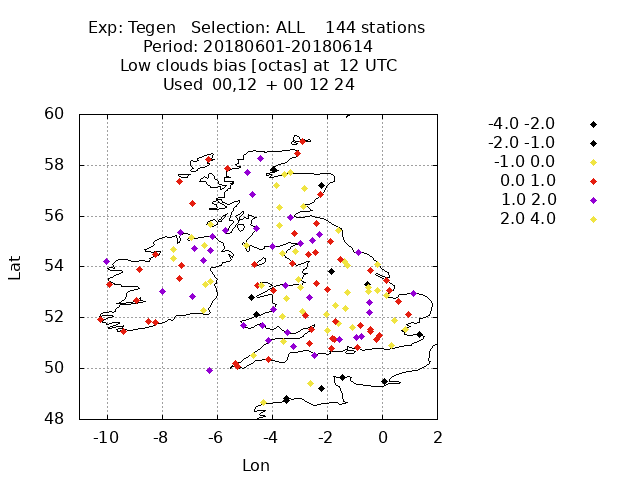 Exp: Tegen Selection: ALL 144 stations
Period: 20180601-20180614
Low clouds bias [octas] at 12 UTC
Used 00,12 + 00 12 24
-4.0 -2.0
-2.0 -1.0
-1.0 0.0
0.0 1.0
1.0 2.0
2.0 4.0
Lat
60
58
56
54
52
50
48
-10 -8 -6 -4 -2 0 2
Lon